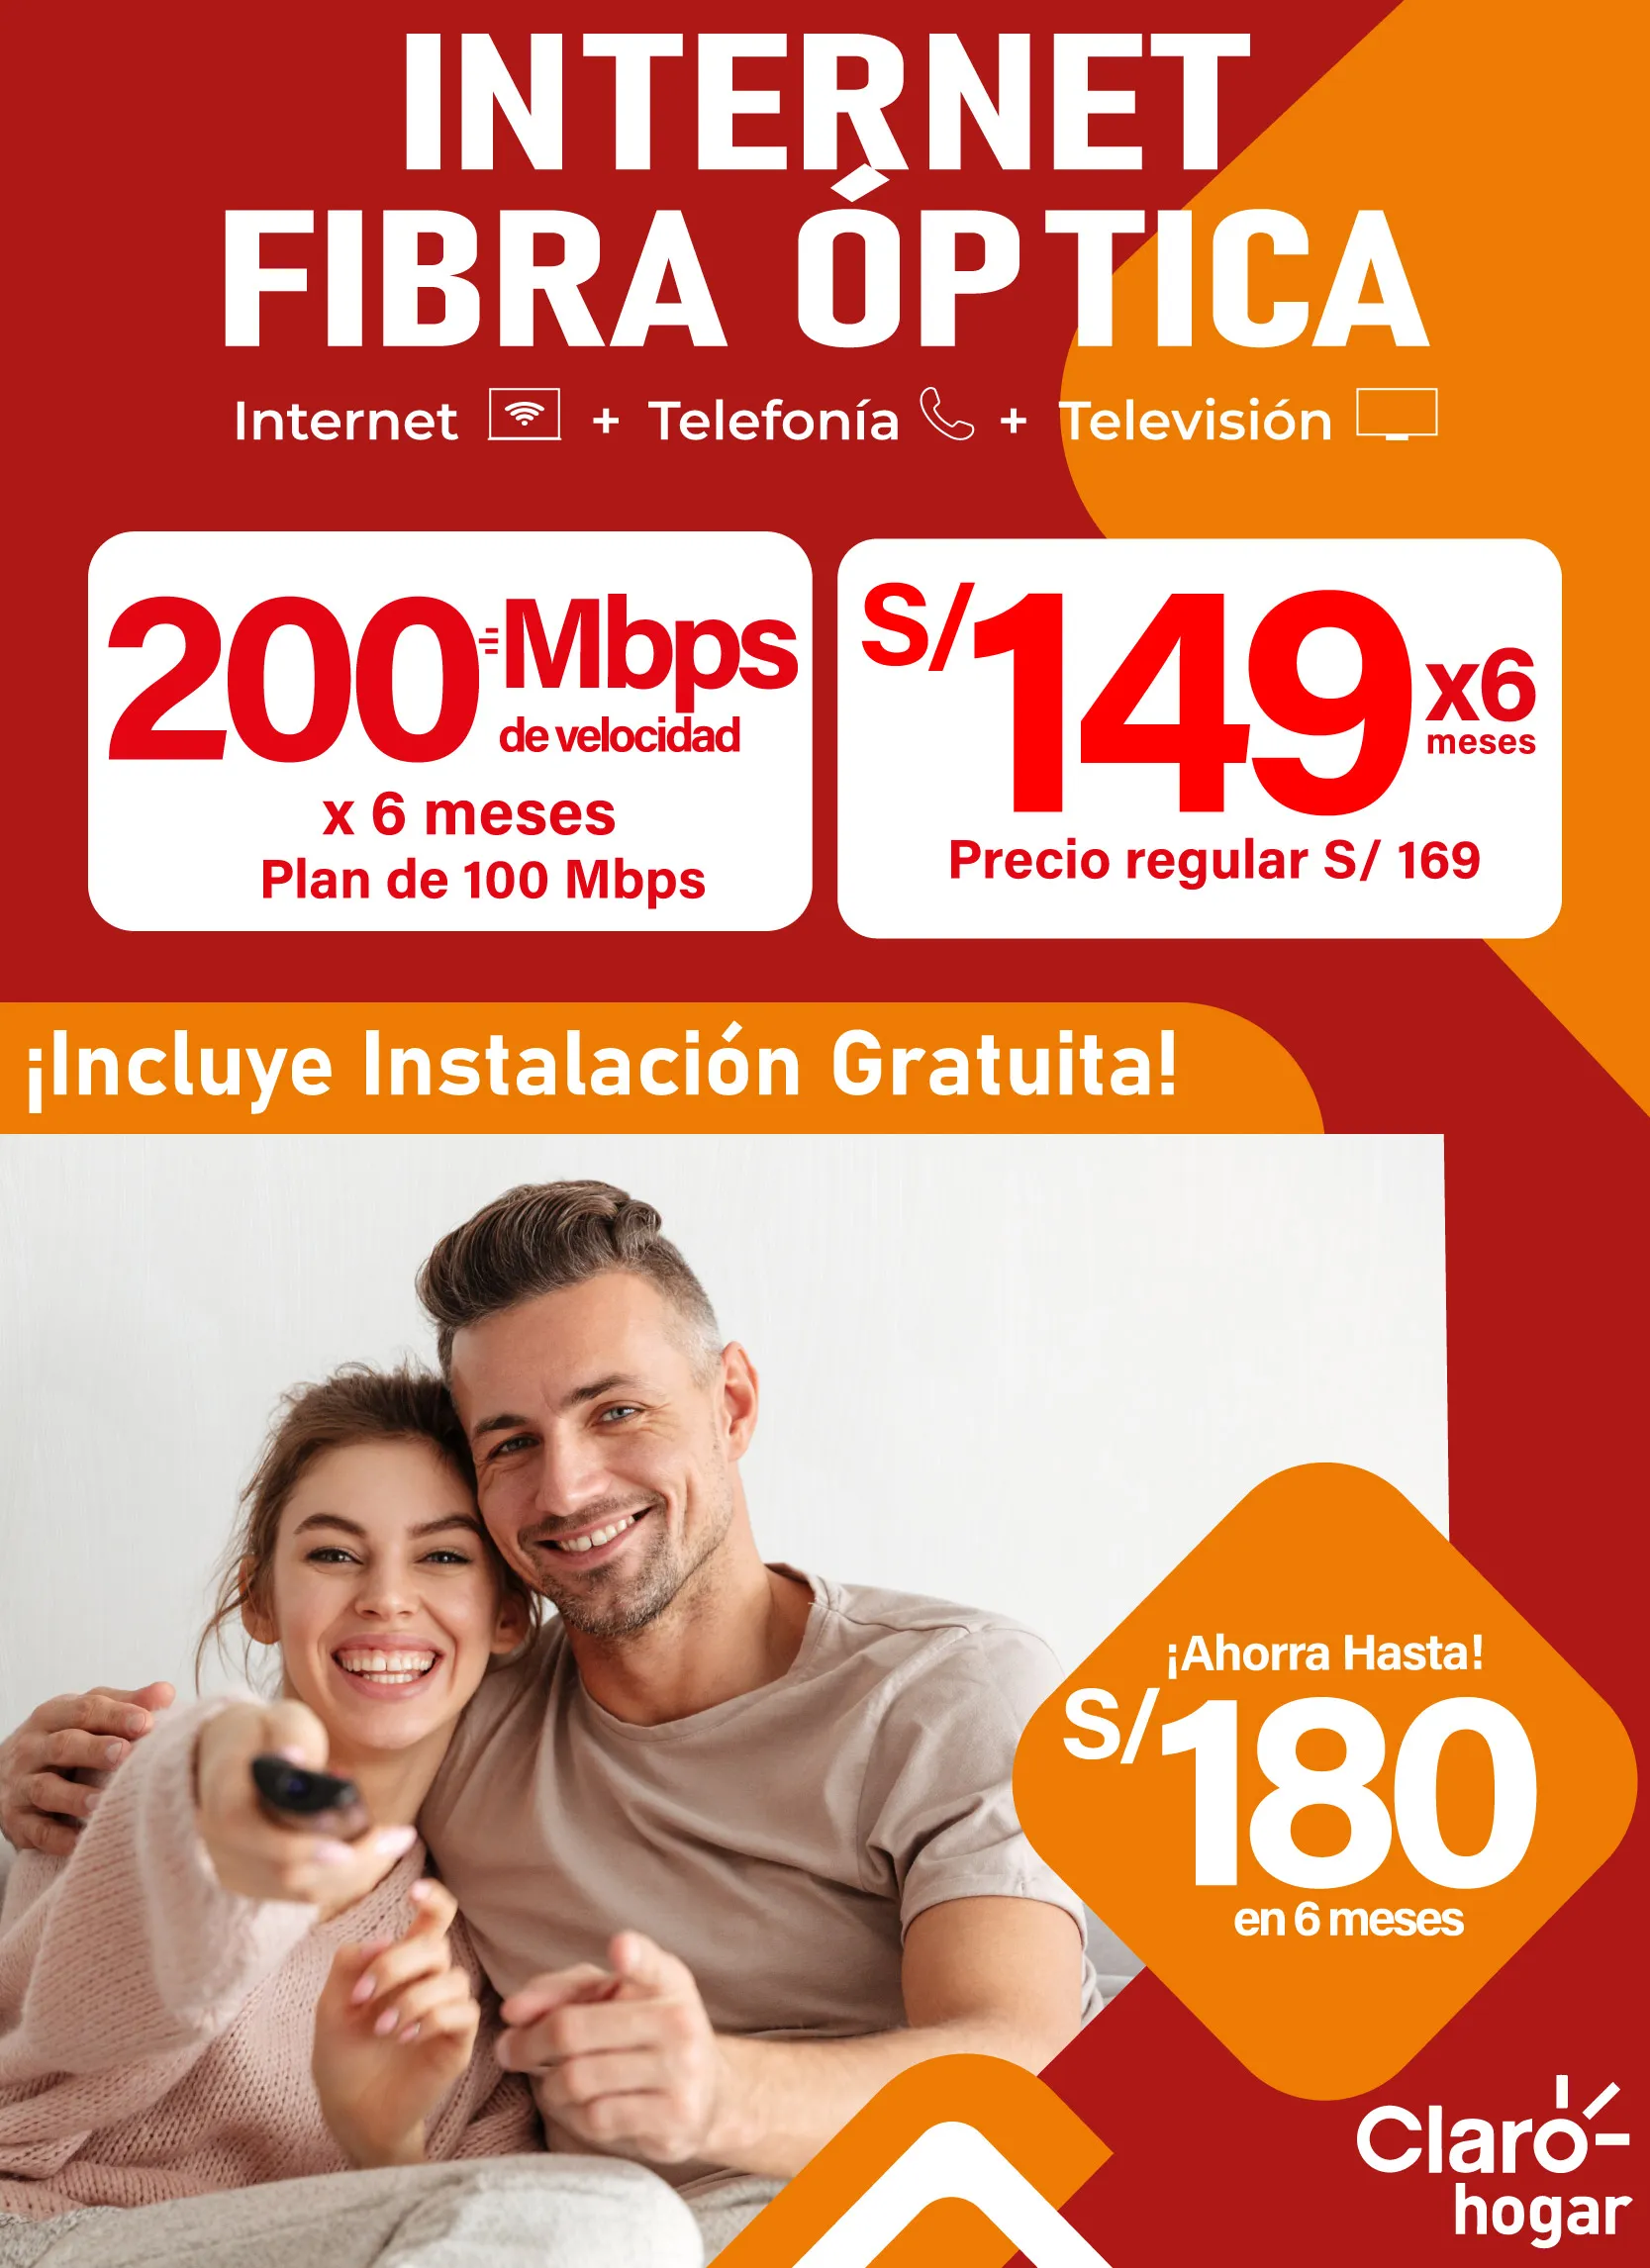 INTERNET
FIBRA ÓPTICA
Internet + Telefonía + Televisión
200 Mbps
de velocidad
x 6 meses
Plan de 100 Mbps
S/149 x6
meses
Precio regular S/ 169
¡Incluye Instalación Gratuita!
¡Ahorra Hasta!
S/180
en 6 meses
Claro
hogar